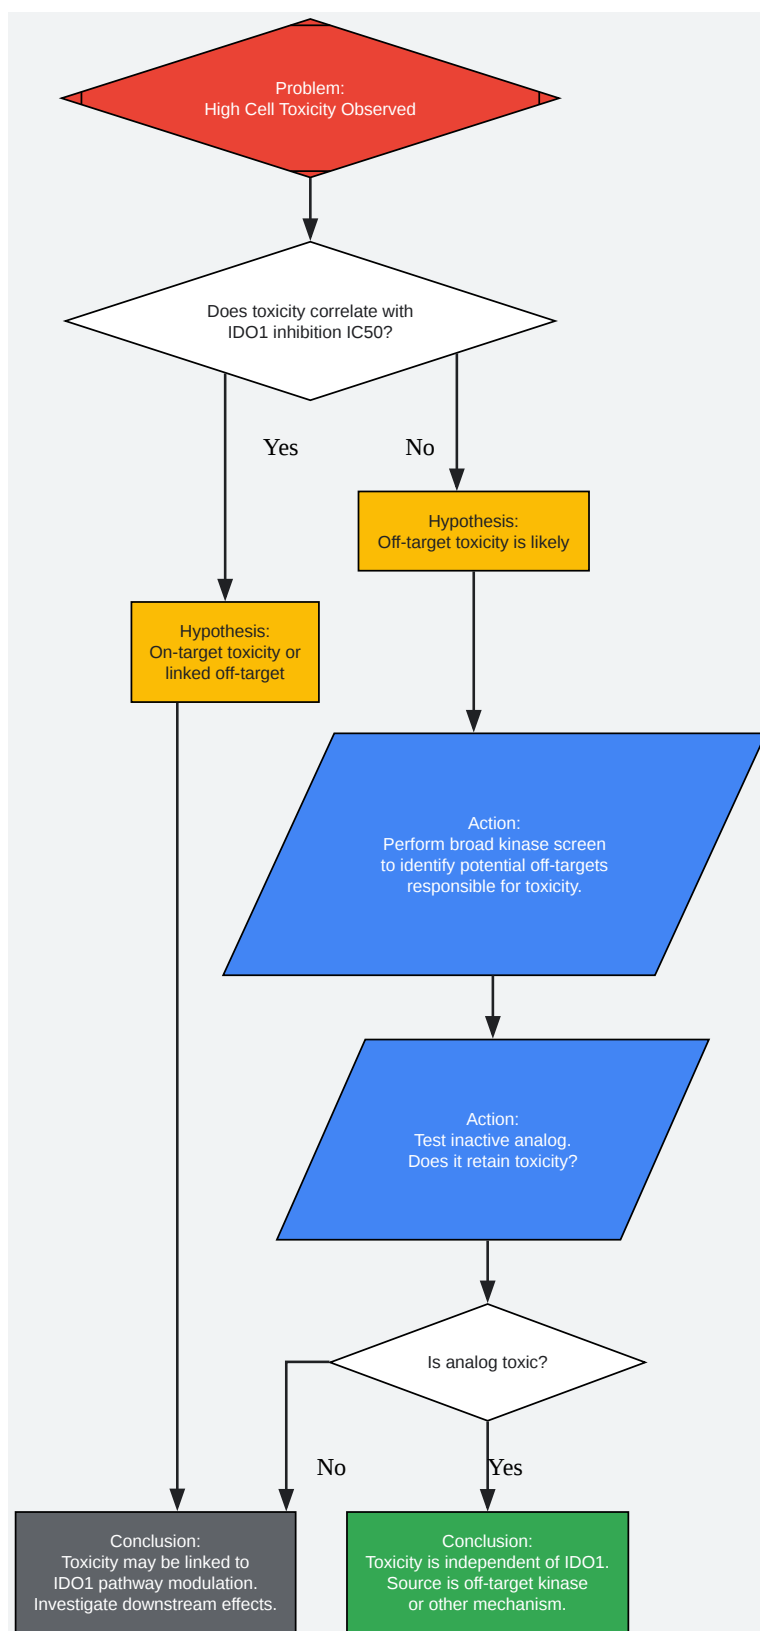 Problem:
High Cell Toxicity Observed
Does toxicity correlate with
IDO1 inhibition IC50?
Yes
No
Hypothesis:
Off-target toxicity is likely
Hypothesis:
On-target toxicity or
linked off-target
Action:
Perform broad kinase screen
to identify potential off-targets
responsible for toxicity.
Action:
Test inactive analog.
Does it retain toxicity?
Is analog toxic?
No
Yes
Conclusion:
Toxicity may be linked to
IDO1 pathway modulation.
Investigate downstream effects.
Conclusion:
Toxicity is independent of IDO1.
Source is off-target kinase
or other mechanism.